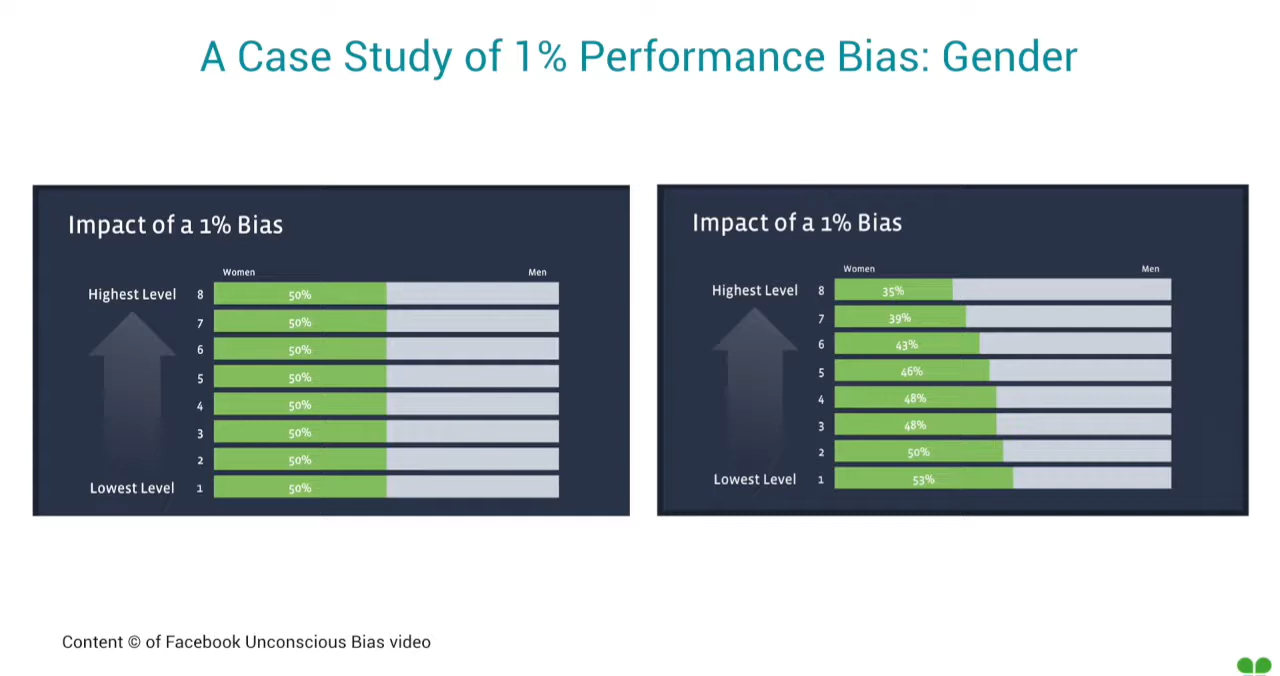 A Case Study of 1% Performance Bias: Gender
Impact of a 1% Bias
Women Men
Highest Level 8 50%
7 50%
6 50%
5 50%
4 50%
3 50%
2 50%
Lowest Level 1 50%
Impact of a 1% Bias
Women Men
Highest Level 8 35%
7 39%
6 43%
5 46%
4 48%
3 48%
2 50%
Lowest Level 1 53%
Content © of Facebook Unconscious Bias video